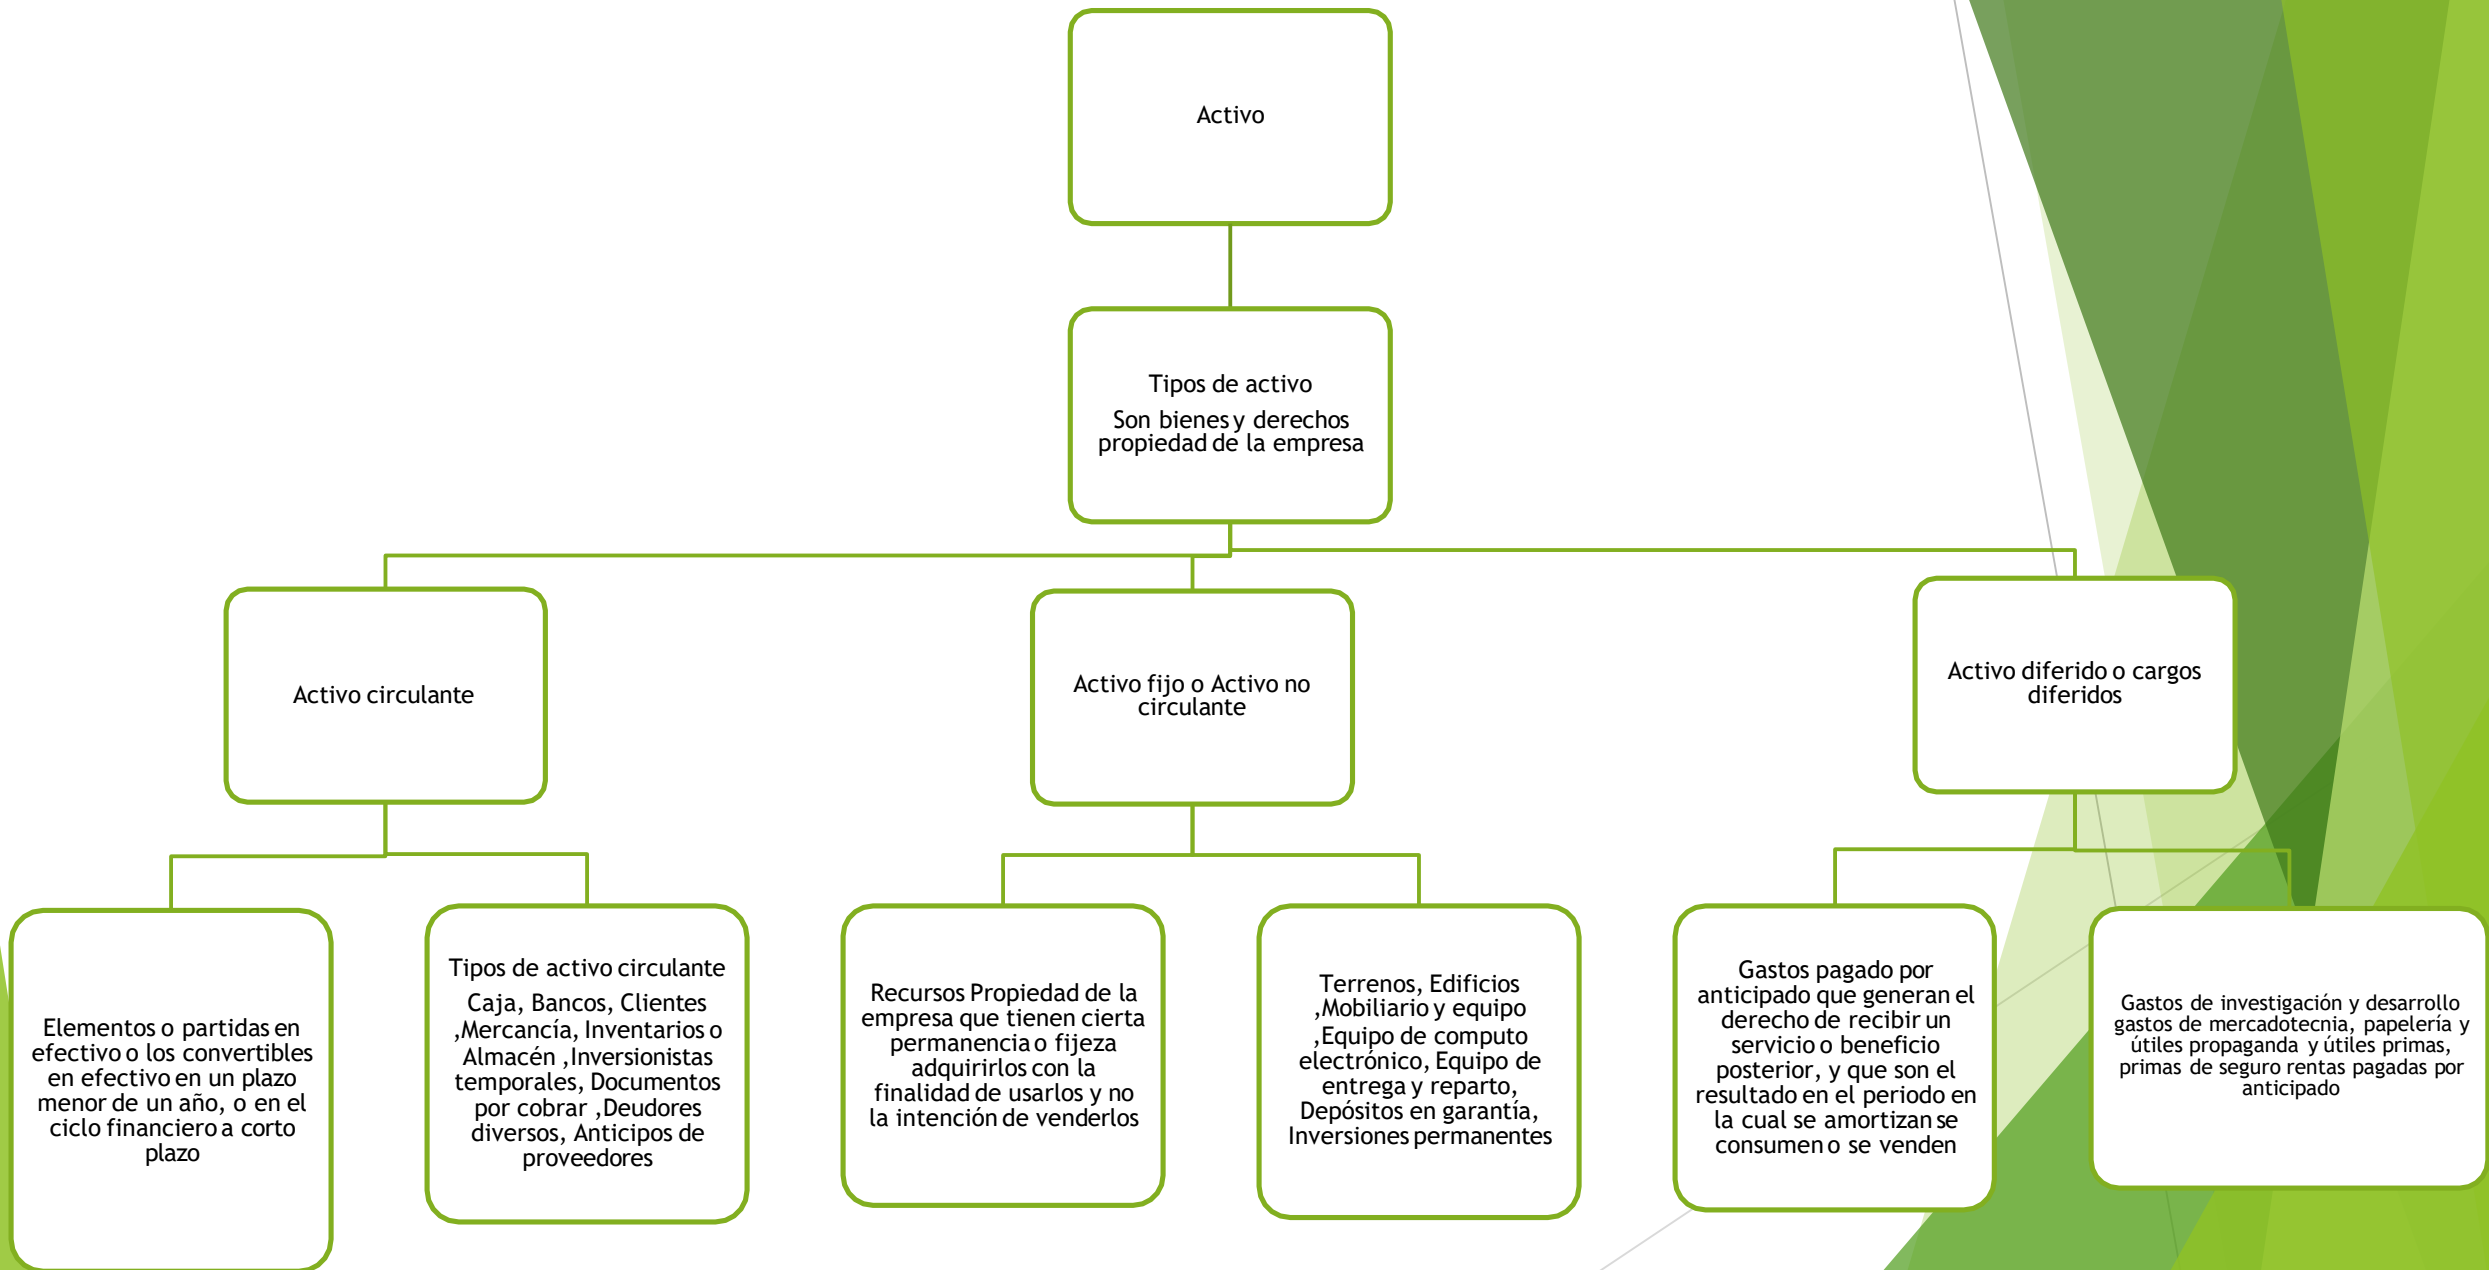 Activo
Tipos de activo
Son bienes y derechos
propiedad de la empresa
Activo circulante
Activo fijo o Activo no
circulante
Activo diferido o cargos
diferidos
Elementos o partidas en
efectivo o los convertibles
en efectivo en un plazo
menor de un año, o en el
ciclo financiero a corto
plazo
Tipos de activo circulante
Caja, Bancos, Clientes
,Mercancía, Inventarios o
Almacén ,Inversionistas
temporales, Documentos
por cobrar ,Deudores
diversos, Anticipos de
proveedores
Recursos Propiedad de la
empresa que tienen cierta
permanencia o fijeza
adquirirlos con la
finalidad de usarlos y no
la intención de venderlos
Terrenos, Edificios
,Mobiliario y equipo
,Equipo de computo
electrónico, Equipo de
entrega y reparto,
Depósitos en garantía,
Inversiones permanentes
Gastos pagado por
anticipado que generan el
derecho de recibir un
servicio o beneficio
posterior, y que son el
resultado en el periodo en
la cual se amortizan se
consumen o se venden
Gastos de investigación y desarrollo
gastos de mercadotecnia, papelería y
útiles propaganda y útiles primas,
primas de seguro rentas pagadas por
anticipado